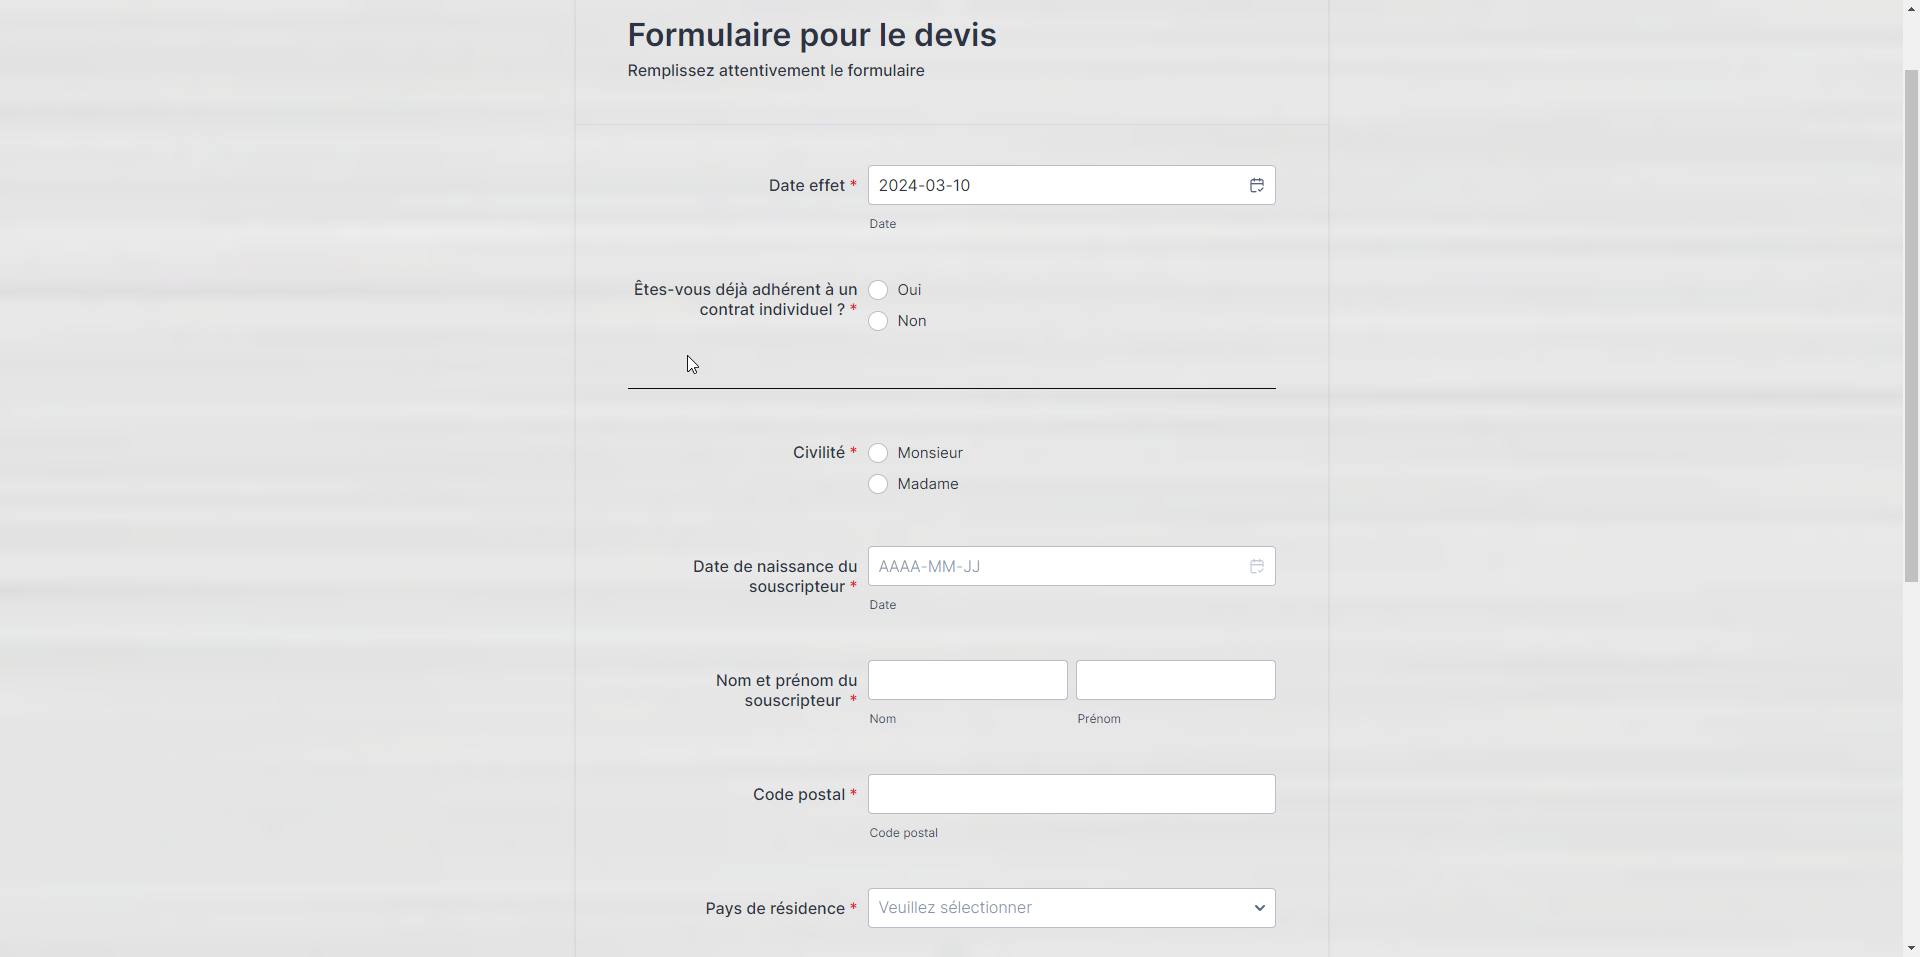 Formulaire pour le devis
Remplissez attentivement le formulaire
Date effet *
2024-03-10
Date
Êtes-vous déjà adhérent à un
contrat individuel ? *
Oui
Non
Civilité *
Monsieur
Madame
Date de naissance du
souscripteur *
AAAA-MM-JJ
Date
Nom et prénom du
souscripteur *
Nom
Prénom
Code postal *
Code postal
Pays de résidence *
Veuillez sélectionner